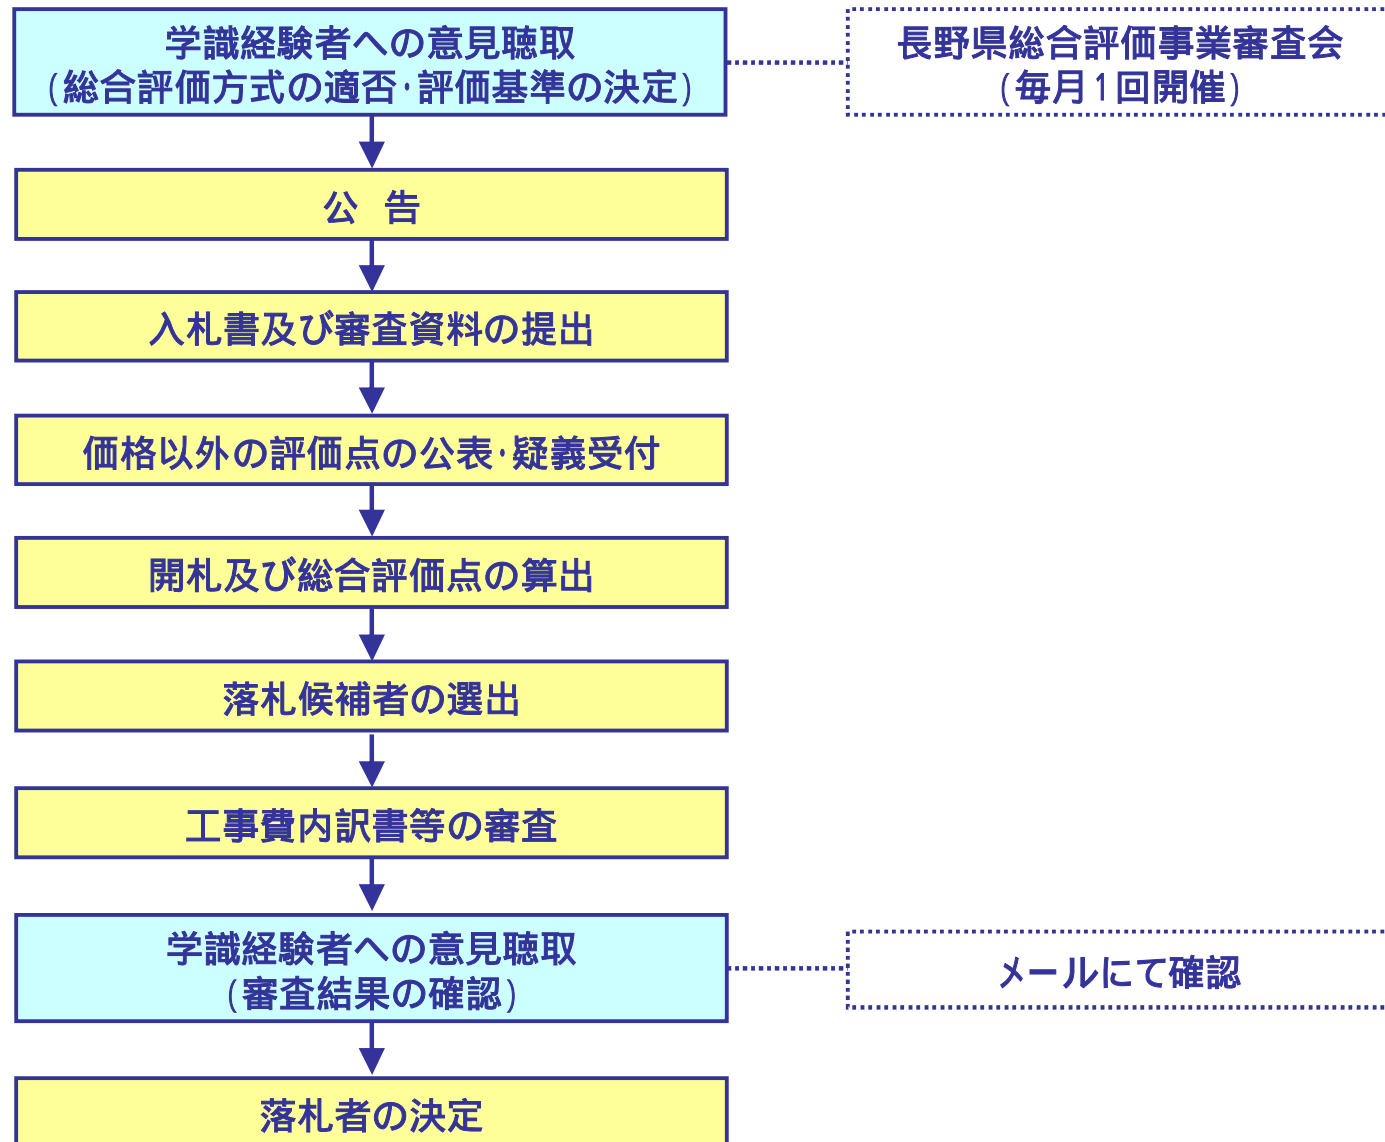 学識経験者への意見聴取
(総合評価方式の適否・評価基準の決定)
長野県総合評価事業審査会
(毎月1回開催)
公 告
入札書及び審査資料の提出
価格以外の評価点の公表・疑義受付
開札及び総合評価点の算出
落札候補者の選出
工事費内訳書等の審査
学識経験者への意見聴取
(審査結果の確認)
メールにて確認
落札者の決定